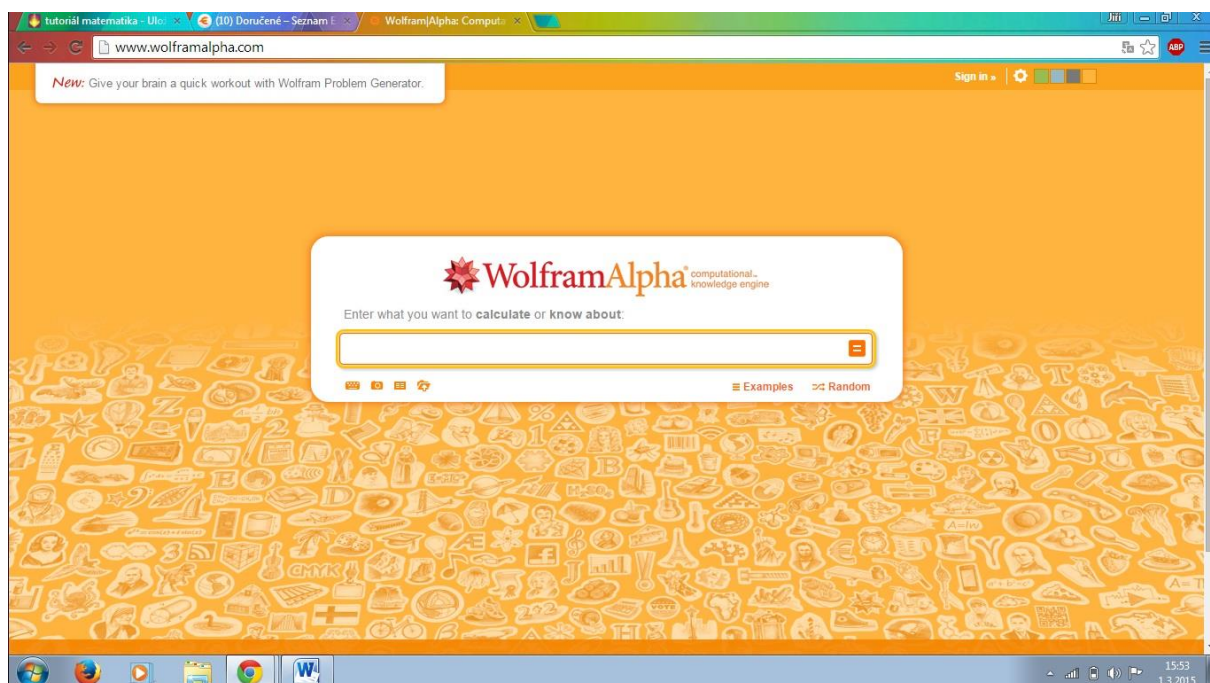 tutoriál matematika - Ulo:
(10) Doručené – Seznam E
Wolfram|Alpha: Computa
Jiří
www.wolframalpha.com
ABP
New: Give your brain a quick workout with Wolfram Problem Generator.
Sign in »
WolframAlpha computational
knowledge engine
Enter what you want to calculate or know about:
=
Examples
Random
15:53
1.3.2015